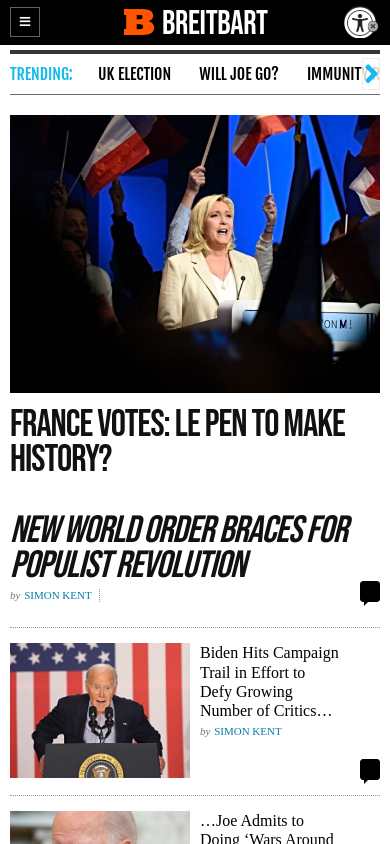 BREITBART
TRENDING:
UK ELECTION
WILL JOE GO?
IMMUNIT
ON M!
FRANCE VOTES: LE PEN TO MAKE
HISTORY?
NEW WORLD ORDER BRACES FOR
POPULIST REVOLUTION
by SIMON KENT
Biden Hits Campaign
Trail in Effort to
Defy Growing
Number of Critics…
by SIMON KENT
…Joe Admits to
Doing ‘Wars Around